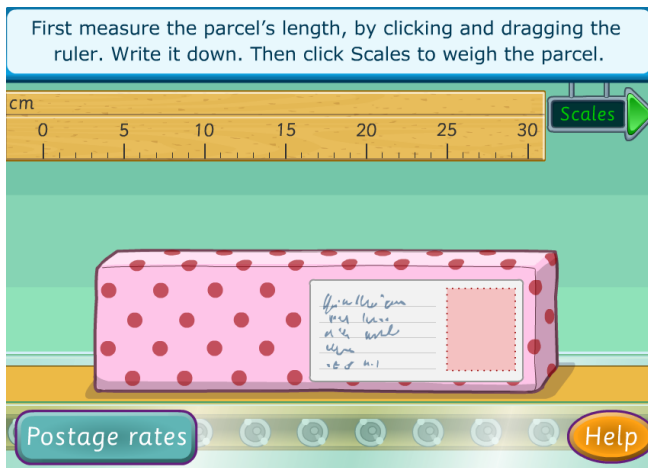 First measure the parcel's length, by clicking and dragging the
ruler. Write it down. Then click Scales to weigh the parcel.
cm
Scales
0 5 10 15 20 25 30
Postage rates
Help